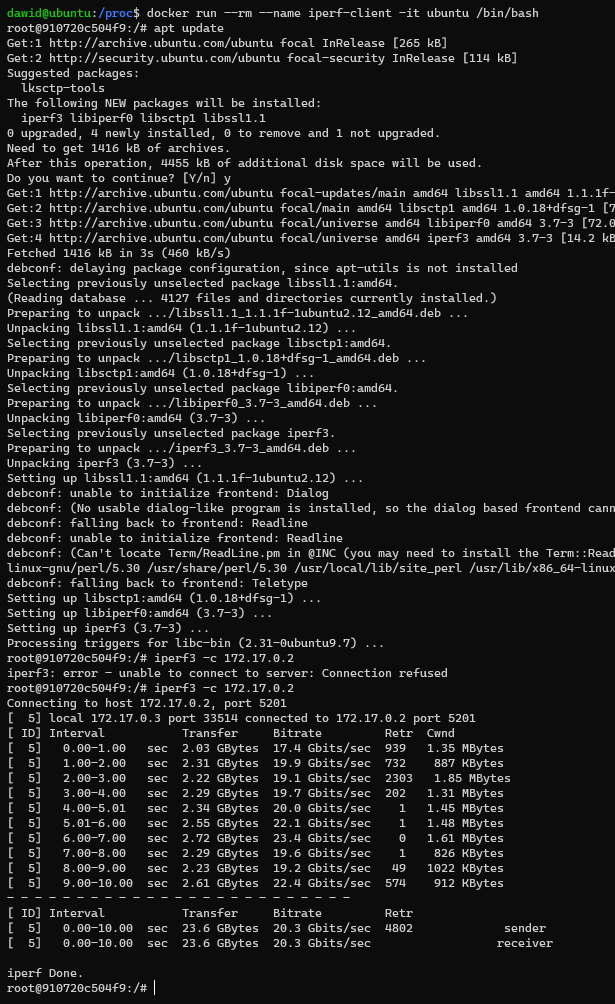 dawid@ubuntu:/proc$ docker run --rm --name iperf-client -it ubuntu /bin/bash
root@910720c504f9:/# apt update
Get:1 http://archive.ubuntu.com/ubuntu focal InRelease [265 kB]
Get:2 http://security.ubuntu.com/ubuntu focal-security InRelease [114 kB]
Suggested packages:
  lksctp-tools
The following NEW packages will be installed:
  iperf3 libiperf0 libsctp1 libssl1.1
0 upgraded, 4 newly installed, 0 to remove and 1 not upgraded.
Need to get 1416 kB of archives.
After this operation, 4455 kB of additional disk space will be used.
Do you want to continue? [Y/n] y
Get:1 http://archive.ubuntu.com/ubuntu focal-updates/main amd64 libssl1.1 amd64 1.1.1f-
Get:2 http://archive.ubuntu.com/ubuntu focal/main amd64 libsctp1 amd64 1.0.18+dfsg-1 [7
Get:3 http://archive.ubuntu.com/ubuntu focal/universe amd64 libiperf0 amd64 3.7-3 [72.0
Get:4 http://archive.ubuntu.com/ubuntu focal/universe amd64 iperf3 amd64 3.7-3 [14.2 kB
Fetched 1416 kB in 3s (460 kB/s)
debconf: delaying package configuration, since apt-utils is not installed
Selecting previously unselected package libssl1.1:amd64.
(Reading database ... 4127 files and directories currently installed.)
Preparing to unpack .../libssl1.1_1.1.1f-1ubuntu2.12_amd64.deb ...
Unpacking libssl1.1:amd64 (1.1.1f-1ubuntu2.12) ...
Selecting previously unselected package libsctp1:amd64.
Preparing to unpack .../libsctp1_1.0.18+dfsg-1_amd64.deb ...
Unpacking libsctp1:amd64 (1.0.18+dfsg-1) ...
Selecting previously unselected package libiperf0:amd64.
Preparing to unpack .../libiperf0_3.7-3_amd64.deb ...
Unpacking libiperf0:amd64 (3.7-3) ...
Selecting previously unselected package iperf3.
Preparing to unpack .../iperf3_3.7-3_amd64.deb ...
Unpacking iperf3 (3.7-3) ...
Setting up libssl1.1:amd64 (1.1.1f-1ubuntu2.12) ...
debconf: unable to initialize frontend: Dialog
debconf: (No usable dialog-like program is installed, so the dialog based frontend cann
debconf: falling back to frontend: Readline
debconf: unable to initialize frontend: Readline
debconf: (Can't locate Term/ReadLine.pm in @INC (you may need to install the Term::Read
linux-gnu/perl/5.30 /usr/share/perl/5.30 /usr/local/lib/site_perl /usr/lib/x86_64-linux
debconf: falling back to frontend: Teletype
Setting up libsctp1:amd64 (1.0.18+dfsg-1) ...
Setting up libiperf0:amd64 (3.7-3) ...
Setting up iperf3 (3.7-3) ...
Processing triggers for libc-bin (2.31-0ubuntu9.7) ...
root@910720c504f9:/# iperf3 -c 172.17.0.2
iperf3: error - unable to connect to server: Connection refused
root@910720c504f9:/# iperf3 -c 172.17.0.2
Connecting to host 172.17.0.2, port 5201
[  5] local 172.17.0.3 port 33514 connected to 172.17.0.2 port 5201
[ ID] Interval           Transfer     Bitrate         Retr  Cwnd
[  5]   0.00-1.00   sec  2.03 GBytes  17.4 Gbits/sec  939   1.35 MBytes
[  5]   1.00-2.00   sec  2.31 GBytes  19.9 Gbits/sec  732    887 KBytes
[  5]   2.00-3.00   sec  2.22 GBytes  19.1 Gbits/sec  2303   1.85 MBytes
[  5]   3.00-4.00   sec  2.29 GBytes  19.7 Gbits/sec  202   1.31 MBytes
[  5]   4.00-5.01   sec  2.34 GBytes  20.0 Gbits/sec    1   1.45 MBytes
[  5]   5.01-6.00   sec  2.55 GBytes  22.1 Gbits/sec    1   1.48 MBytes
[  5]   6.00-7.00   sec  2.72 GBytes  23.4 Gbits/sec    0   1.61 MBytes
[  5]   7.00-8.00   sec  2.29 GBytes  19.6 Gbits/sec    1    826 KBytes
[  5]   8.00-9.00   sec  2.23 GBytes  19.2 Gbits/sec   49   1022 KBytes
[  5]   9.00-10.00  sec  2.61 GBytes  22.4 Gbits/sec  574    912 KBytes
- - - - - - - - - - - - - - - - - - - - - - - - -
[ ID] Interval           Transfer     Bitrate         Retr
[  5]   0.00-10.00  sec  23.6 GBytes  20.3 Gbits/sec  4802             sender
[  5]   0.00-10.00  sec  23.6 GBytes  20.3 Gbits/sec                  receiver
iperf Done.
root@910720c504f9:/#